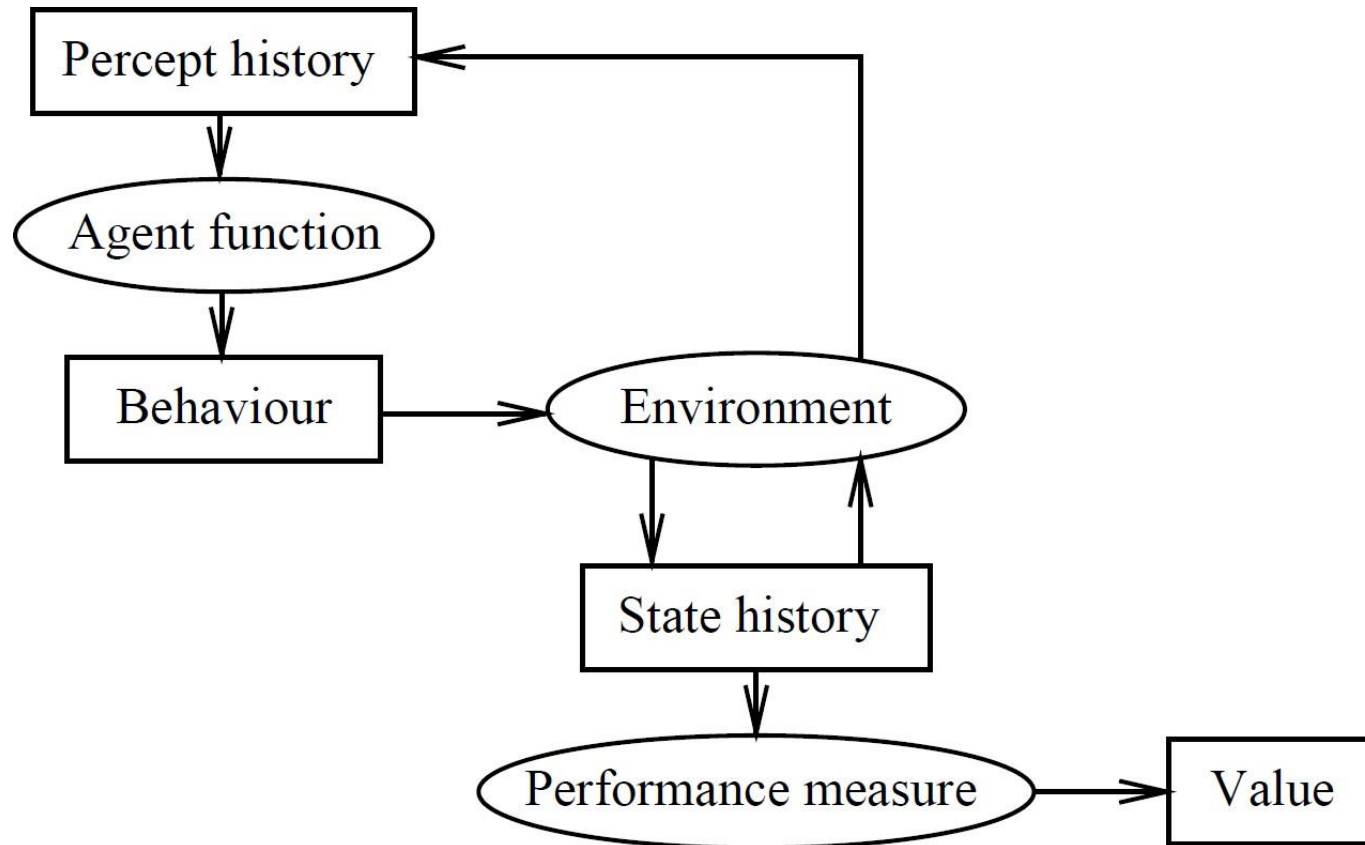 Percept history
Agent function
Behaviour
Environment
State history
Performance measure
Value